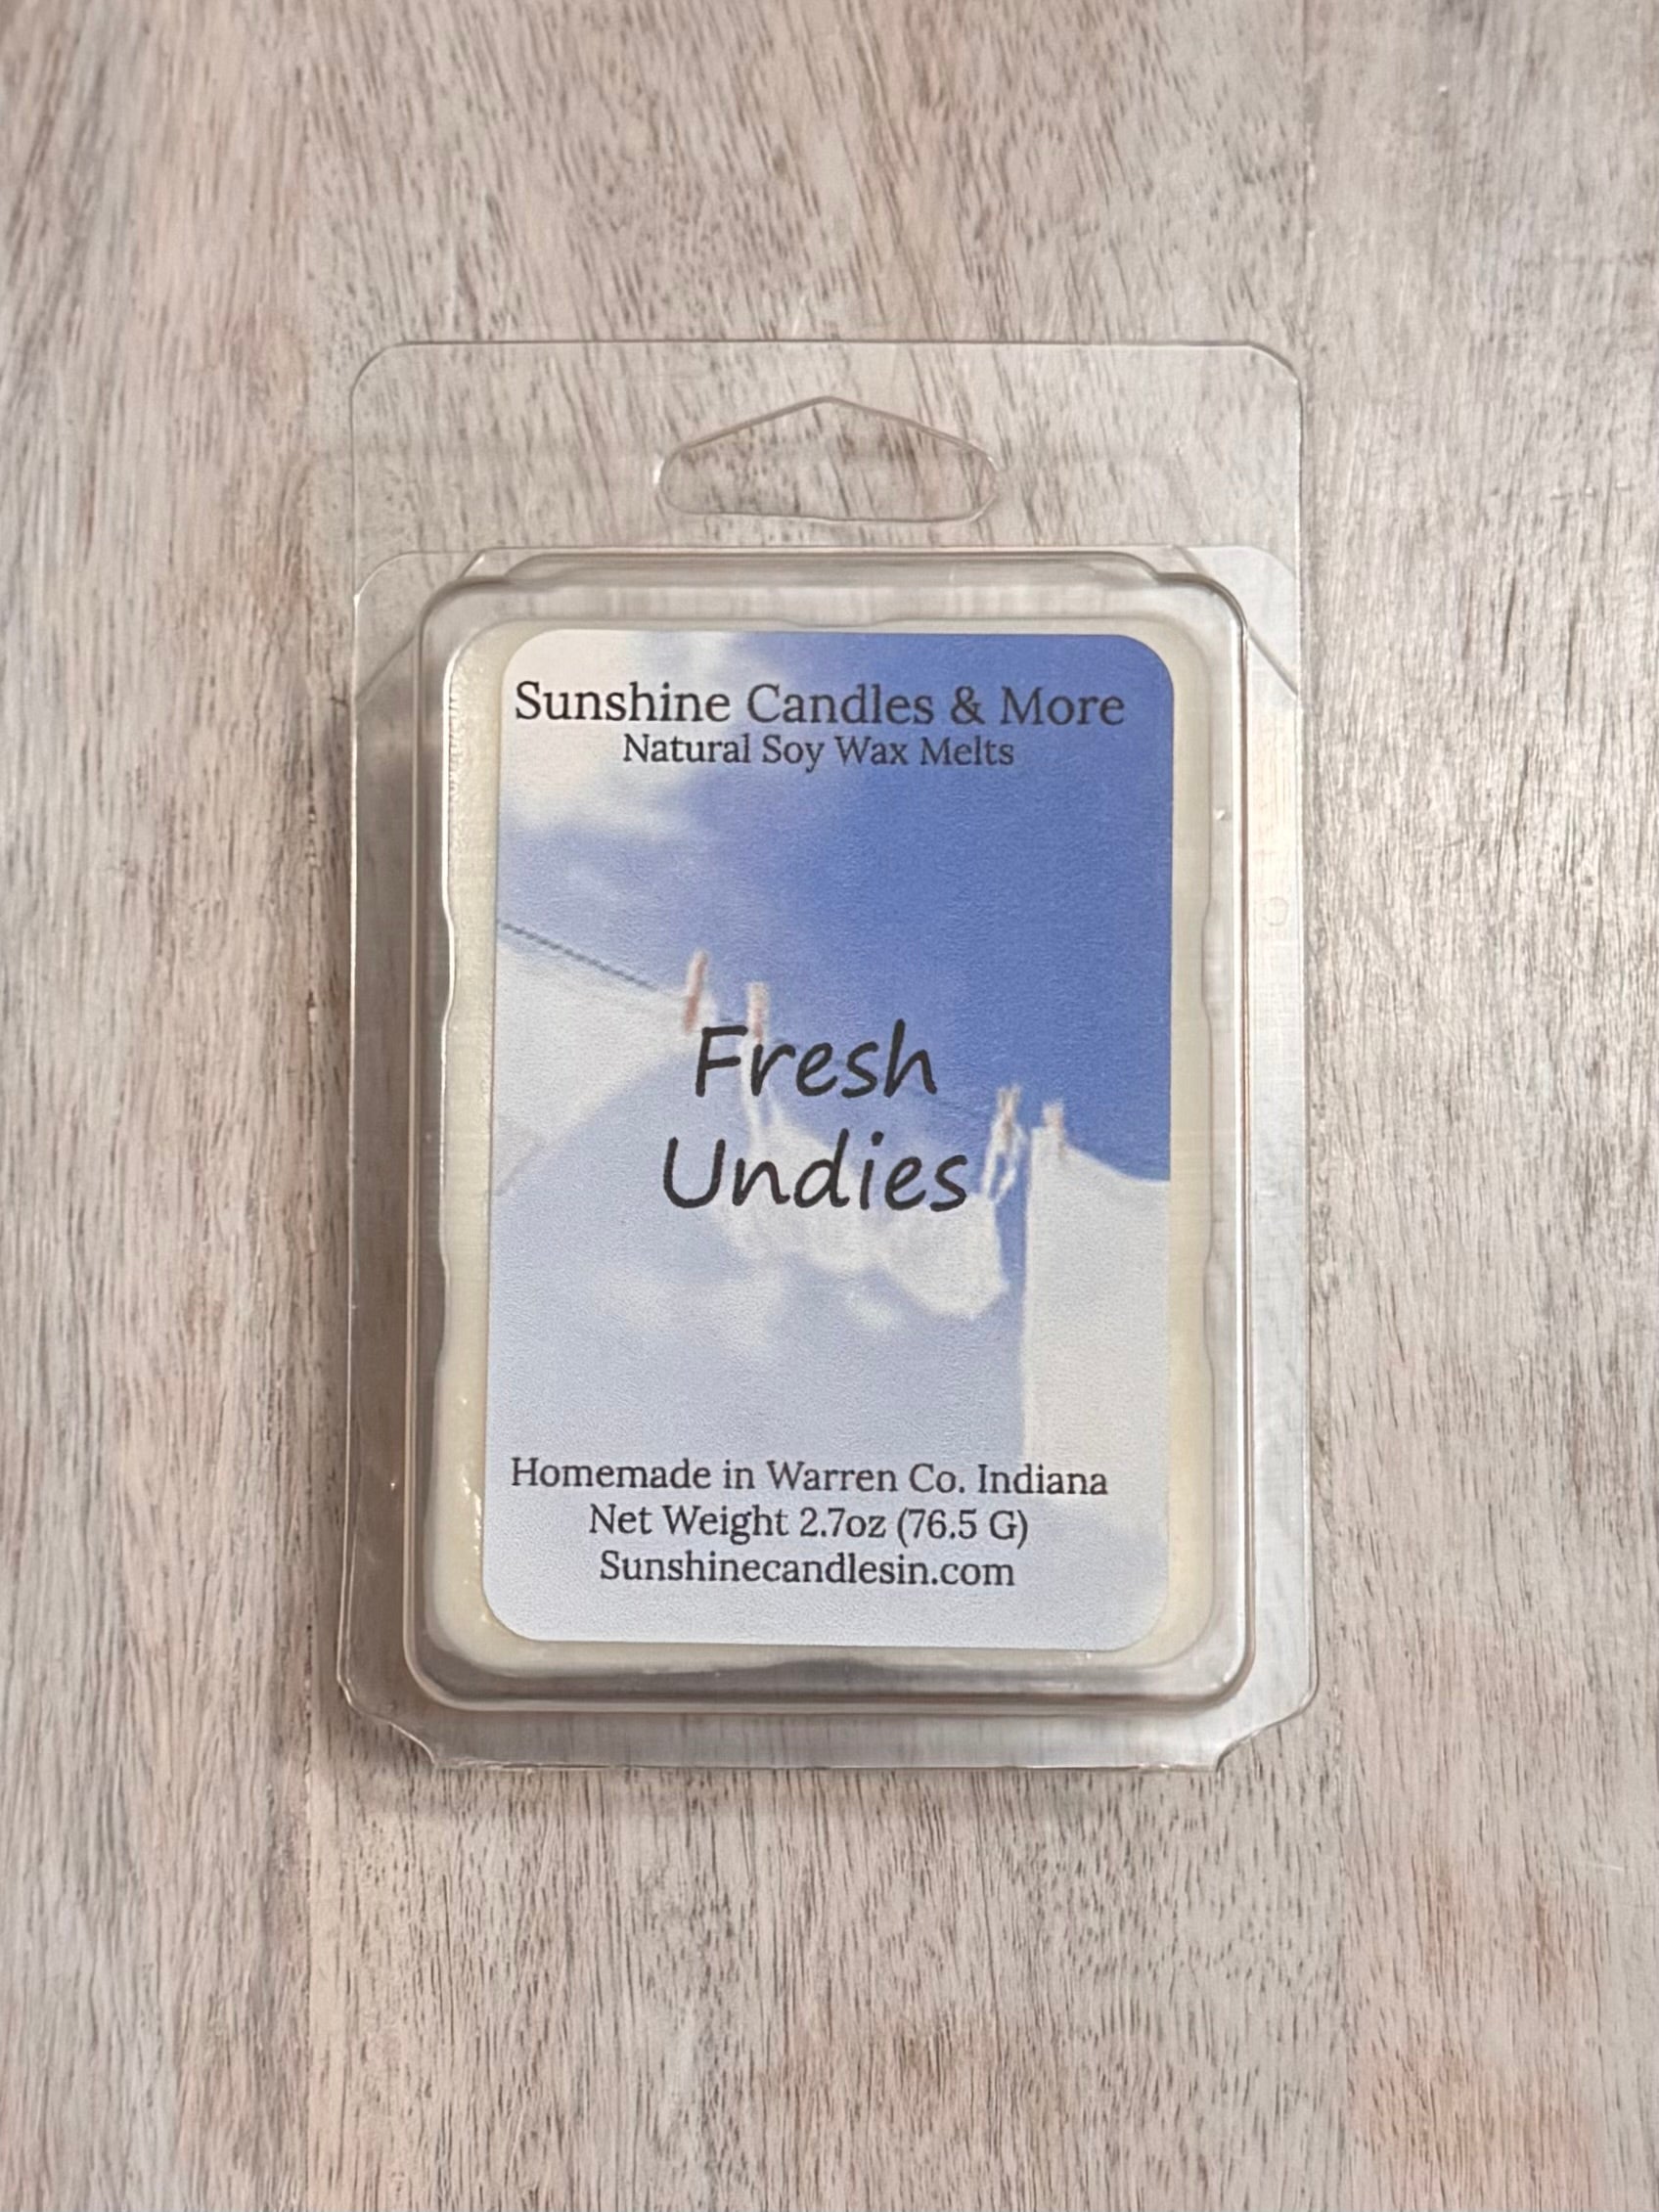 Sunshine Candles & More
Natural Soy Wax Melts
Fresh
Undies
Homemade in Warren Co. Indiana
Net Weight 2.7oz (76.5 G)
Sunshinecandlesin.com